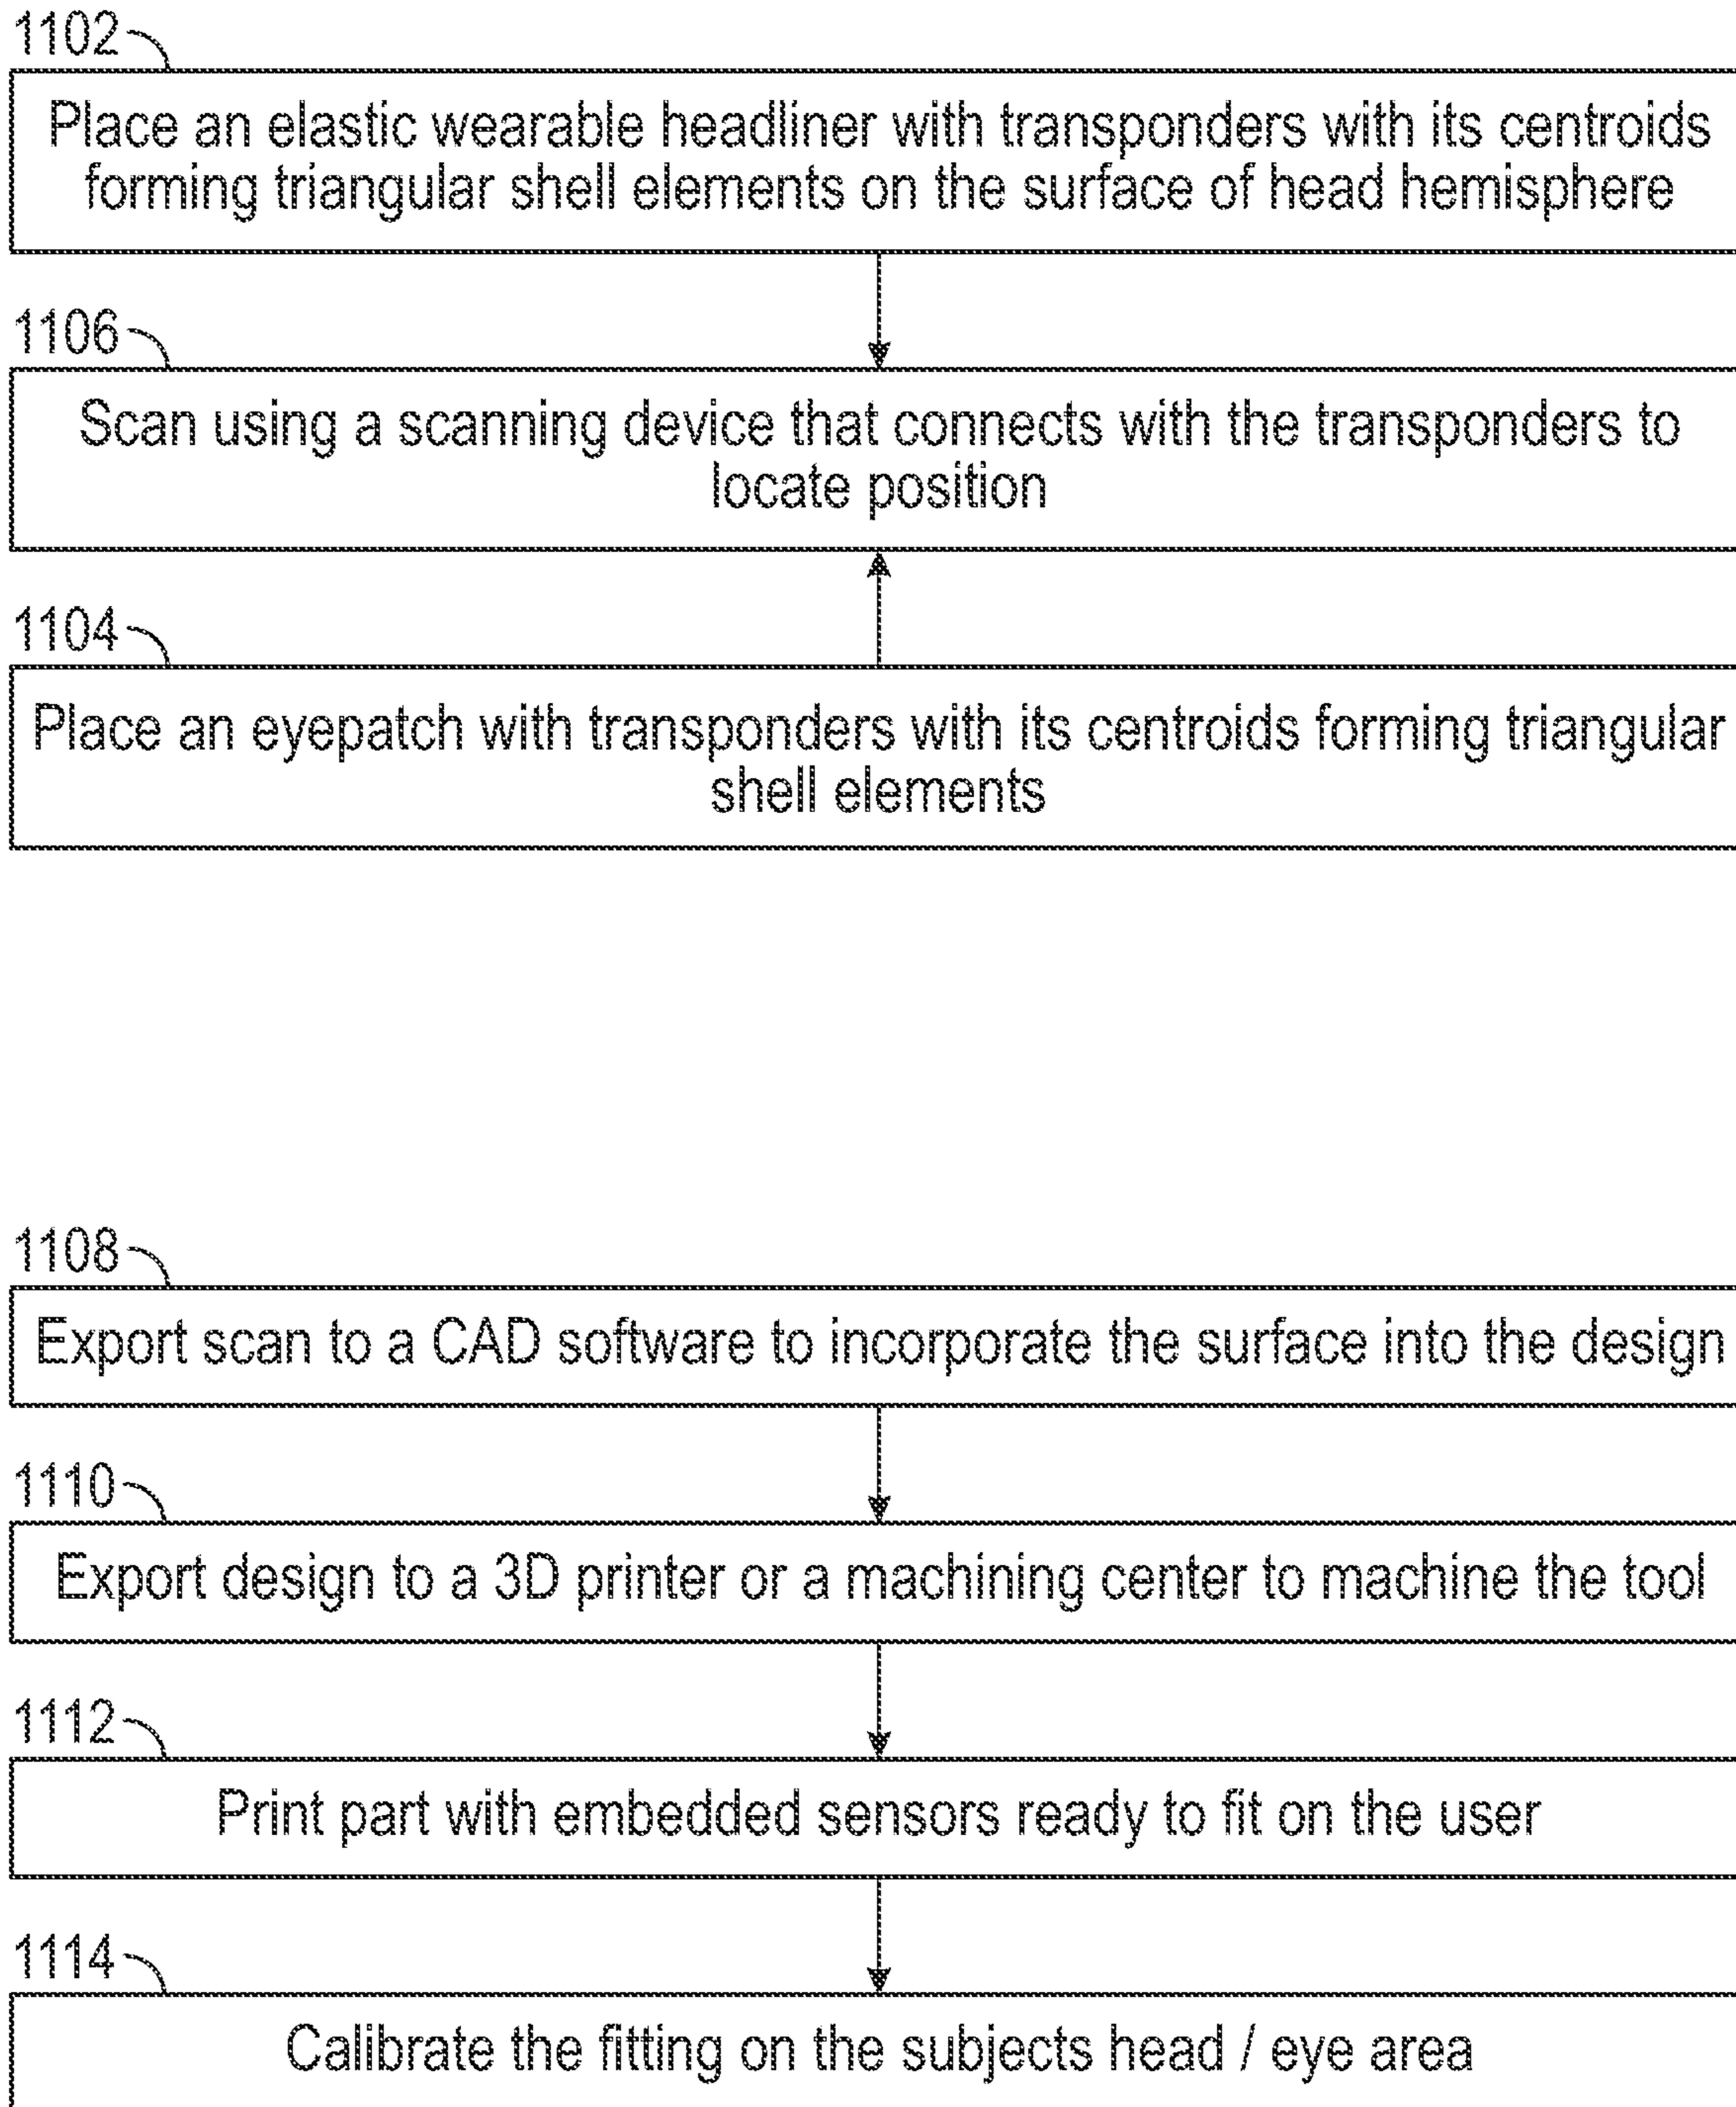 1102
Place an elastic wearable headliner with transponders with its centroids
forming triangular shell elements on the surface of head hemisphere
1106
Scan using a scanning device that connects with the transponders to
locate position
1104
Place an eyepatch with transponders with its centroids forming triangular
shell elements
1108
Export scan to a CAD software to incorporate the surface into the design
1110
Export design to a 3D printer or a machining center to machine the tool
1112
Print part with embedded sensors ready to fit on the user
1114
Calibrate the fitting on the subjects head / eye area